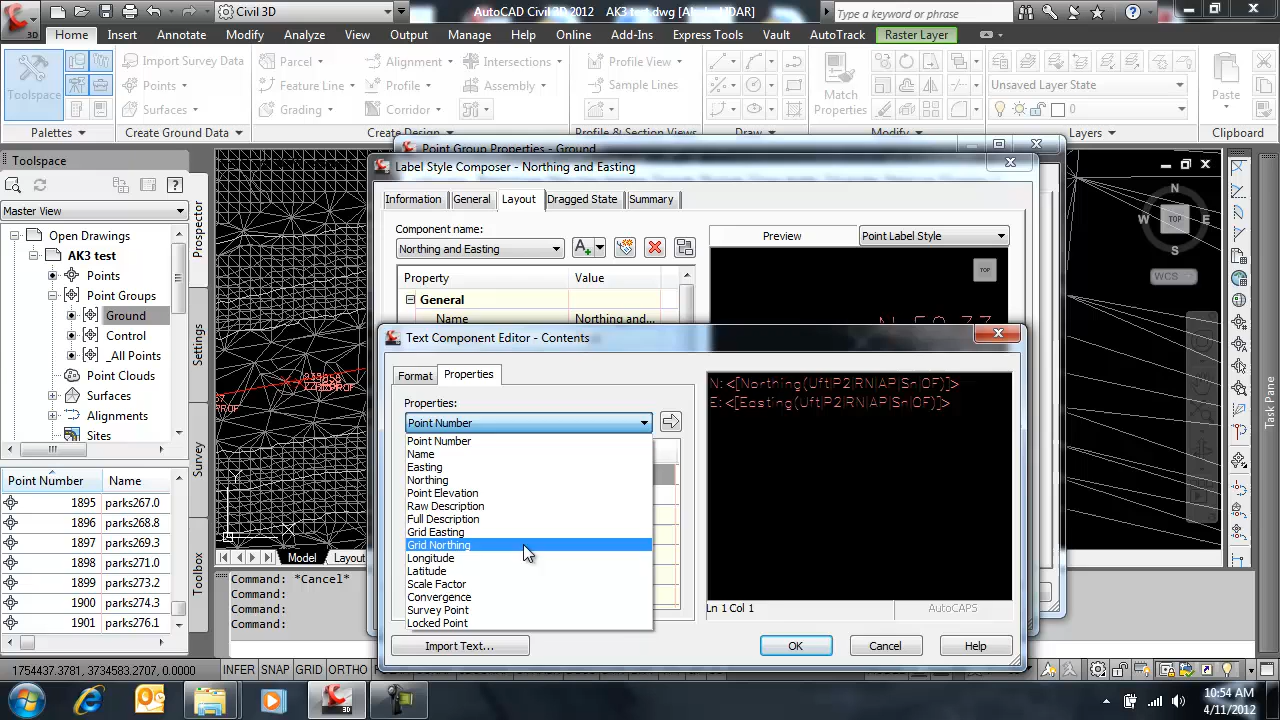 3D
Civil 3D
AutoCAD Civil 3D 2012
AK3 test.dwg
Type a keyword or phrase
Home
Insert
Annotate
Modify
Analyze
View
Output
Manage
Help
Online
Add-Ins
Express Tools
Vault
AutoTrack
Raster Layer
Toolspace
Import Survey Data
Points
Surfaces
Parcel
Feature Line
Grading
Alignment
Profile
Corridor
Intersections
Assembly
Profile View
Sample Lines
Match
Properties
Unsaved Layer State
0
Paste
Palettes
Create Ground Data
Create Design
Profile & Section Views
Draw
Modify
Layers
Clipboard
Toolspace
Master View
Open Drawings
AK3 test
Points
Point Groups
Ground
Control
_All Points
Point Clouds
Surfaces
Alignments
Sites
Prospector
Settings
Survey
Toolbox
Point Number
Name
1895 parks267.0
1896 parks268.8
1897 parks269.3
1898 parks271.0
1899 parks273.2
1900 parks274.3
1901 parks276.1
Point Group Properties - Ground
Label Style Composer - Northing and Easting
Information
General
Layout
Dragged State
Summary
Component name:
Northing and Easting
Preview
Point Label Style
Property
Value
General
Name
Northing and...
TOP
Text Component Editor - Contents
Format
Properties
Properties:
Point Number
Point Number
Name
Easting
Northing
Point Elevation
Raw Description
Full Description
Grid Easting
Grid Northing
Longitude
Latitude
Scale Factor
Convergence
Survey Point
Locked Point
N:<[Northing(Uft|P2|RN|AP|Sn|OF)]>
E:<[Easting(Uft|P2|RN|AP|Sn|OF)]>
Ln 1 Col 1
AutoCAPS
Import Text...
OK
Cancel
Help
N
W
TOP
E
S
WCS
Task Pane
Model
Layout
Command: *Cancel*
Command:
Command:
Command:
1754437.3781, 3734583.2707, 0.0000
INFER
SNAP
GRID
ORTHO
10:54 AM
4/11/2012